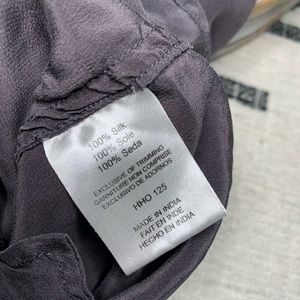 100% Silk
100% Soie
100% Seda
EXCLUSIVE OF TRIMMING
GARNITURE NON COMPRISE
EXCLUSIVO DE ADORNOS
HHO 125
MADE IN INDIA
FAIT EN INDE
HECHO EN INDIA